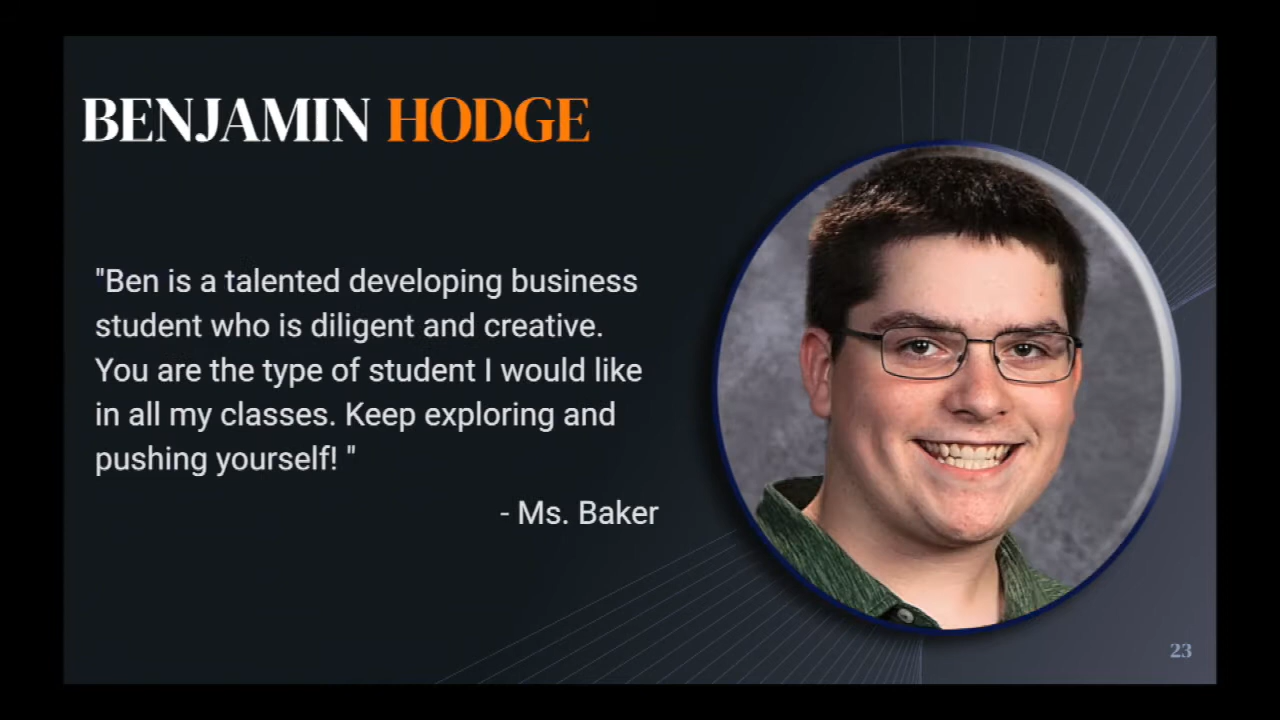 BENJAMIN HODGE
"Ben is a talented developing business
student who is diligent and creative.
You are the type of student I would like
in all my classes. Keep exploring and
pushing yourself! "
- Ms. Baker
23